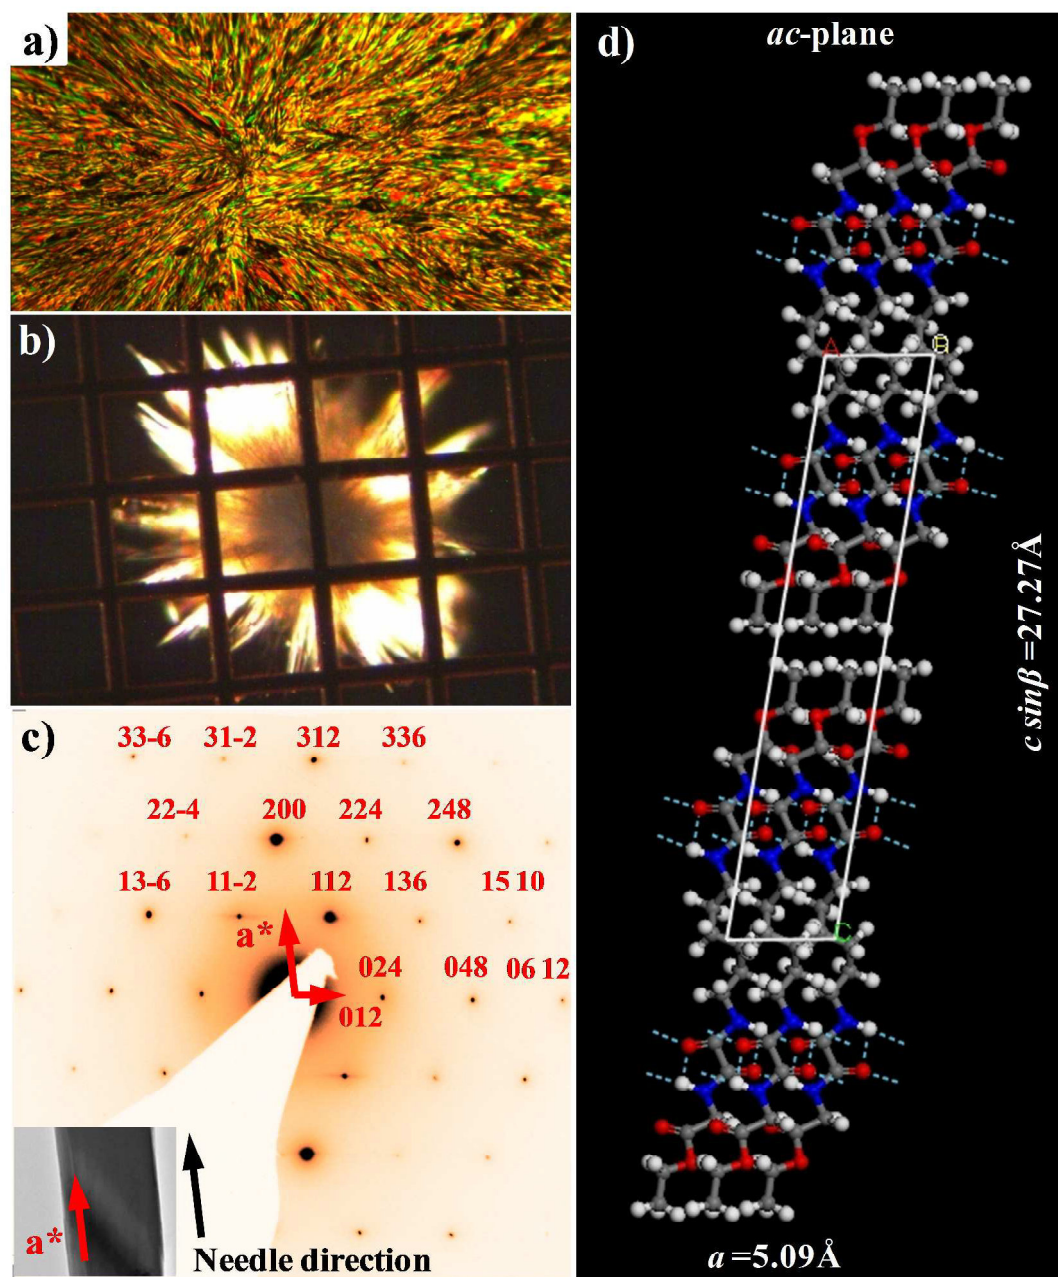 a)
b)
c)
33-6 31-2 312 336
22-4 200 224 248
13-6 11-2 112 136 15 10
a*
024 048 06 12
012
a*
Needle direction
d)
ac-plane
A
B
C
c sinβ =27.27Å
a =5.09Å